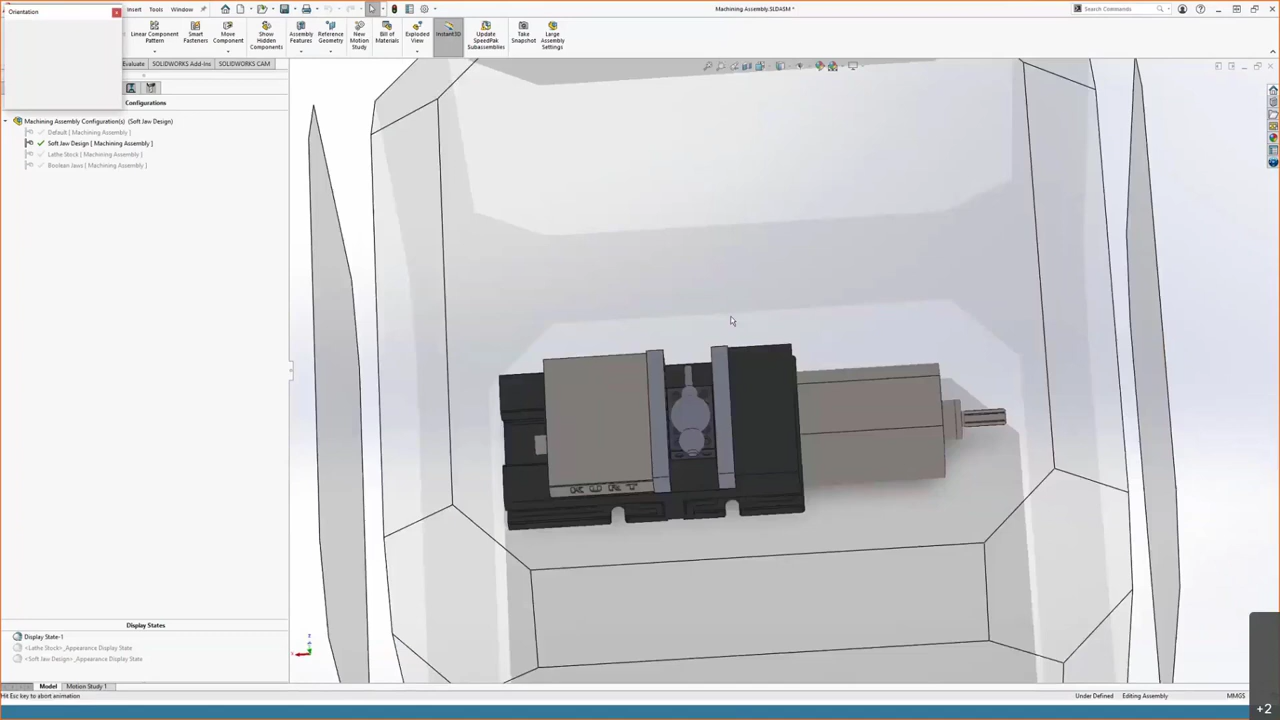 Orientation
Insert Tools Window
Machining Assembly.SLDASM *
Search Commands
Linear Component Pattern
Smart Fasteners
Move Component
Show Hidden Components
Assembly Features
Reference Geometry
New Motion Study
Bill of Materials
Exploded View
Instant3D
Update SpeedPak Subassemblies
Take Snapshot
Large Assembly Settings
Evaluate SOLIDWORKS Add-Ins SOLIDWORKS CAM
Configurations
Machining Assembly Configuration(s) (Soft Jaw Design)
Default [ Machining Assembly ]
Soft Jaw Design [ Machining Assembly ]
Lathe Stock [ Machining Assembly ]
Boolean Jaws [ Machining Assembly ]
KURT
Display States
Display State-1
<Lathe Stock>_Appearance Display State
<Soft Jaw Design>_Appearance Display State
Model Motion Study 1
Hit Esc key to abort animation
Under Defined Editing Assembly MMGS
+2